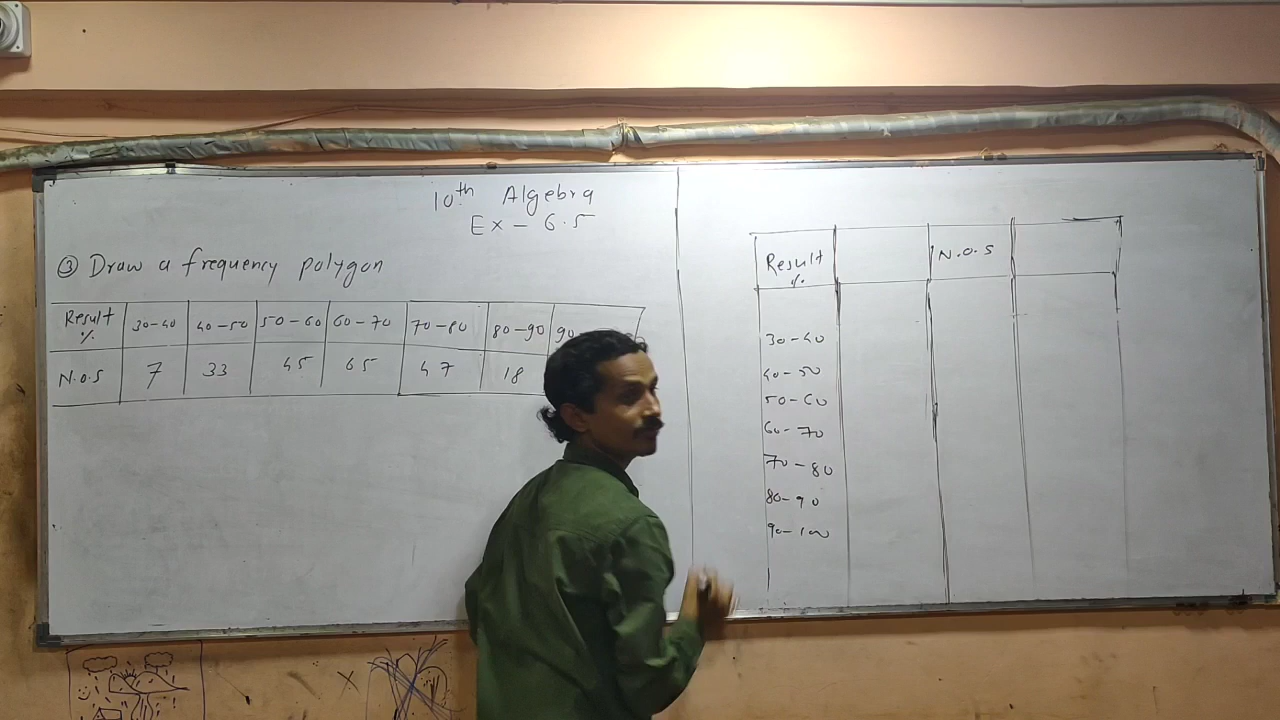 10th Algebra
Ex - 6.5
③ Draw a frequency polygon
Result % 30-40 40-50 50-60 60-70 70-80 80-90 90
N.O.S 7 33 45 65 47 18
Result % N.O.S
30-40
40-50
50-60
60-70
70-80
80-90
90-100